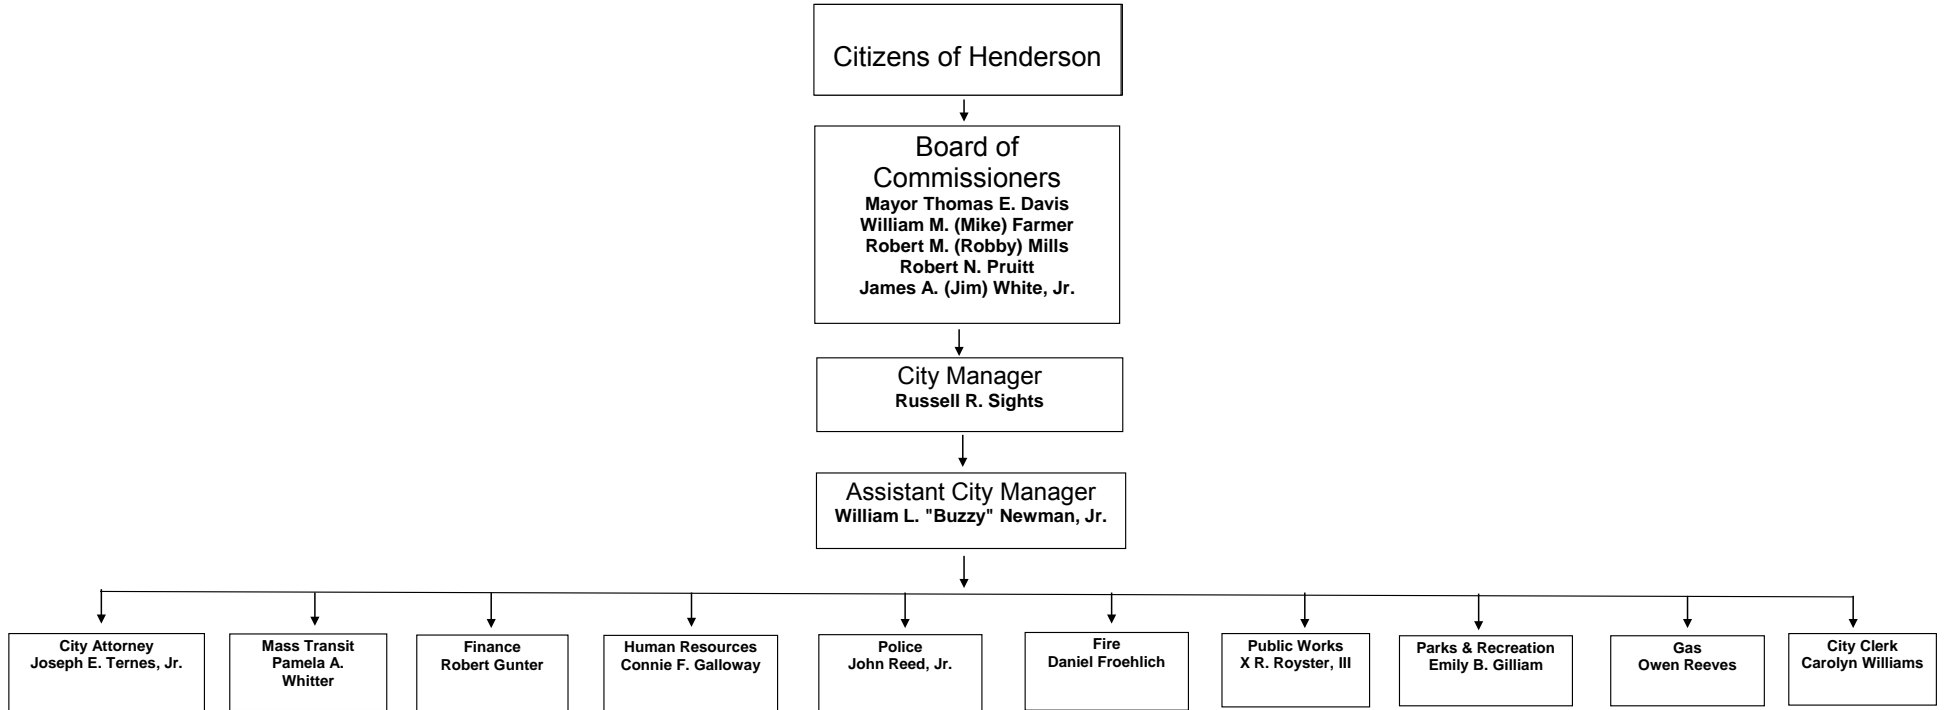 Citizens of Henderson
Board of
Commissioners
Mayor Thomas E. Davis
William M. (Mike) Farmer
Robert M. (Robby) Mills
Robert N. Pruitt
James A. (Jim) White, Jr.
City Manager
Russell R. Sights
Assistant City Manager
William L. "Buzzy" Newman, Jr.
City Attorney
Joseph E. Ternes, Jr.
Mass Transit
Pamela A.
Whitter
Finance
Robert Gunter
Human Resources
Connie F. Galloway
Police
John Reed, Jr.
Fire
Daniel Froehlich
Public Works
X R. Royster, III
Parks & Recreation
Emily B. Gilliam
Gas
Owen Reeves
City Clerk
Carolyn Williams